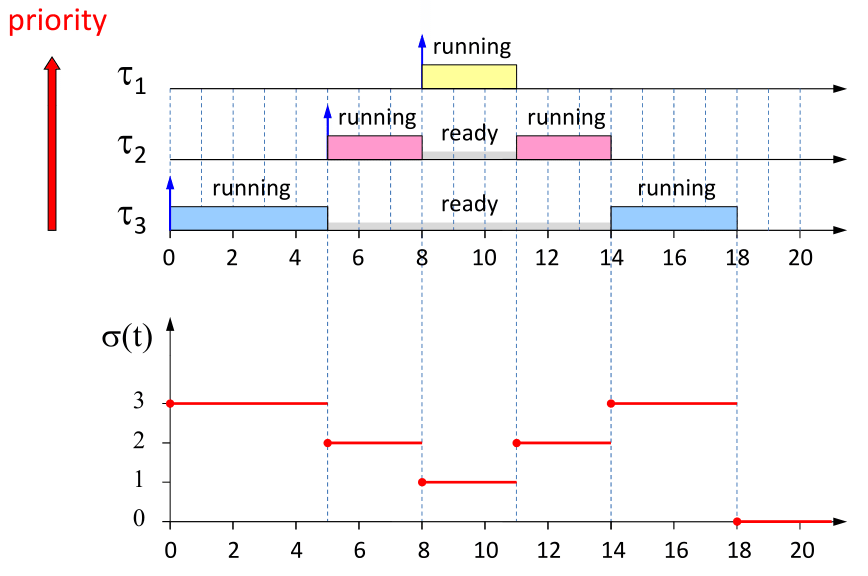 priority
running
τ1
running
ready
running
τ2
running
ready
running
τ3
0 2 4 6 8 10 12 14 16 18 20
σ(t)
3
2
1
0
0 2 4 6 8 10 12 14 16 18 20